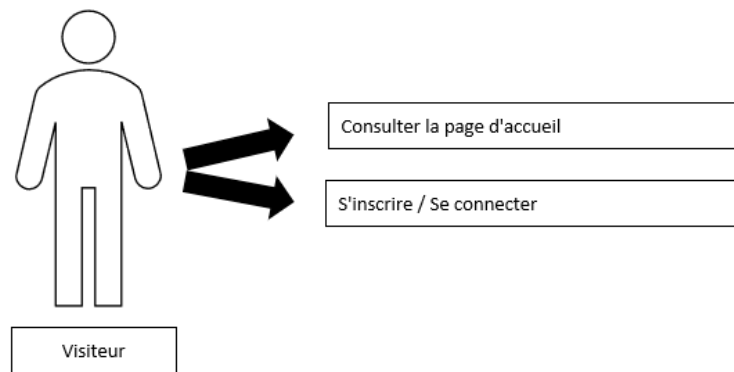 Consulter la page d'accueil
S'inscrire / Se connecter
Visiteur